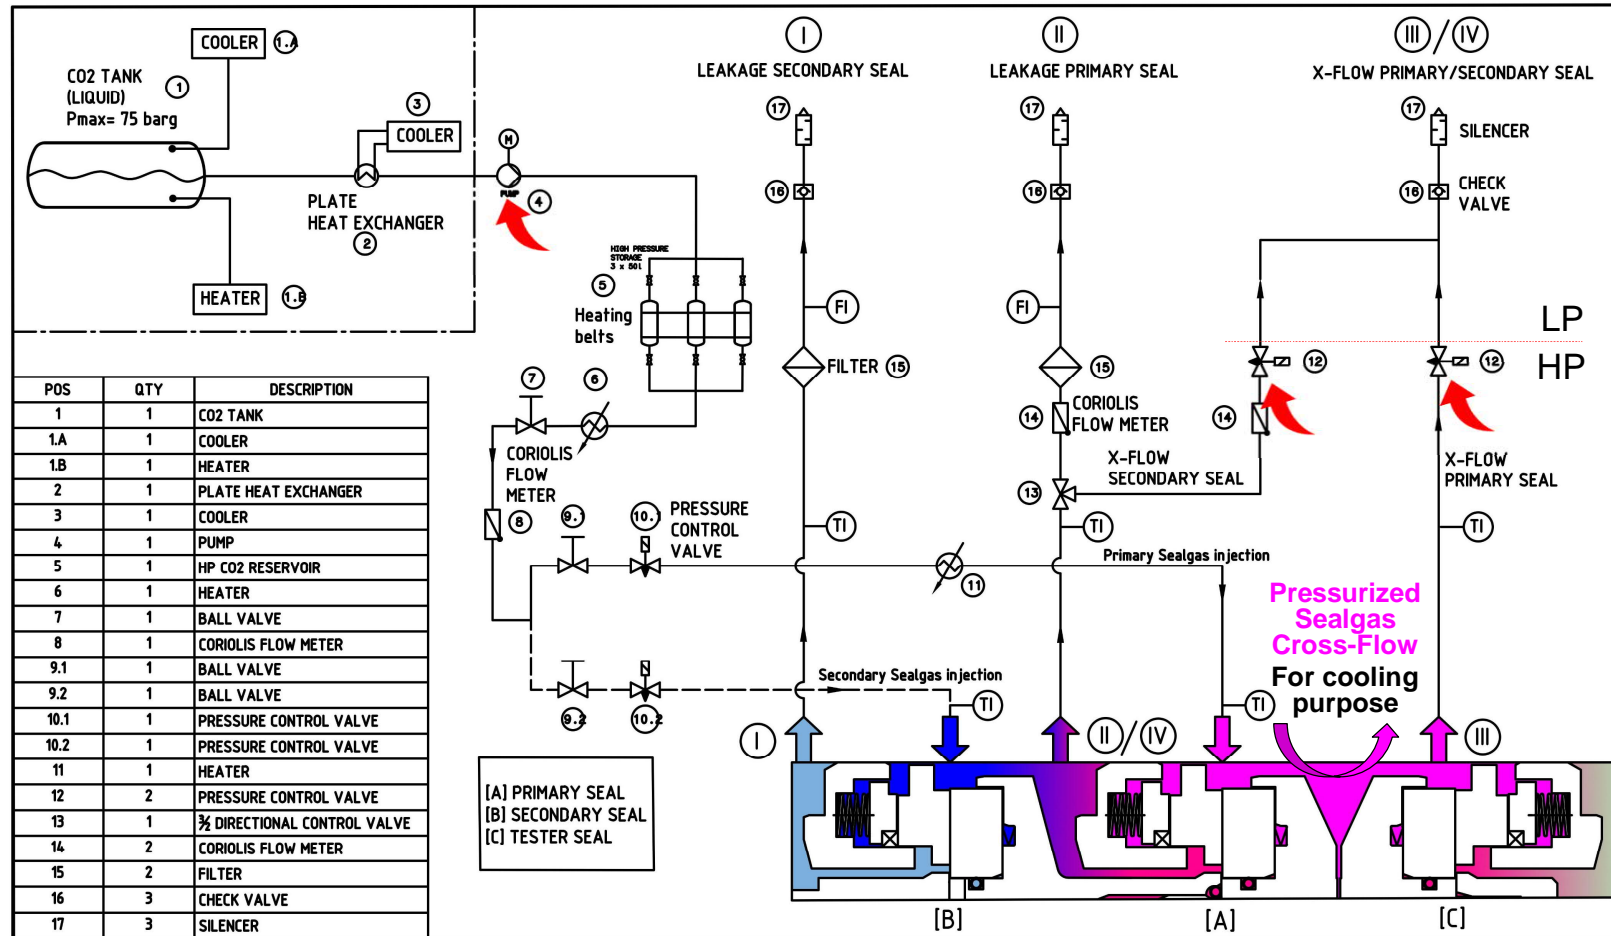 COOLER
1.A
CO2 TANK
(LIQUID)
Pmax= 75 barg
1
3
COOLER
PLATE
HEAT EXCHANGER
2
HEATER
1.B
M
PUMP
4
HIGH PRESSURE
STORAGE
3 x 50l
5
Heating
belts
7
6
CORIOLIS
FLOW
METER
8
9.1
10.1
PRESSURE
CONTROL
VALVE
9.2
10.2
I
LEAKAGE SECONDARY SEAL
17
16
FI
FILTER
15
TI
II
LEAKAGE PRIMARY SEAL
17
16
FI
15
14
CORIOLIS
FLOW METER
13
TI
X-FLOW
SECONDARY SEAL
III / IV
X-FLOW PRIMARY/SECONDARY SEAL
17
SILENCER
16
CHECK
VALVE
LP
HP
12
12
14
X-FLOW
PRIMARY SEAL
TI
11
Primary Sealgas injection
Secondary Sealgas injection
TI
TI
Pressurized
Sealgas
Cross-Flow
For cooling
purpose
I
II / IV
III
[A] PRIMARY SEAL
[B] SECONDARY SEAL
[C] TESTER SEAL
[B]
[A]
[C]
POS QTY DESCRIPTION
1 1 CO2 TANK
1.A 1 COOLER
1.B 1 HEATER
2 1 PLATE HEAT EXCHANGER
3 1 COOLER
4 1 PUMP
5 1 HP CO2 RESERVOIR
6 1 HEATER
7 1 BALL VALVE
8 1 CORIOLIS FLOW METER
9.1 1 BALL VALVE
9.2 1 BALL VALVE
10.1 1 PRESSURE CONTROL VALVE
10.2 1 PRESSURE CONTROL VALVE
11 1 HEATER
12 2 PRESSURE CONTROL VALVE
13 1 3/2 DIRECTIONAL CONTROL VALVE
14 2 CORIOLIS FLOW METER
15 2 FILTER
16 3 CHECK VALVE
17 3 SILENCER